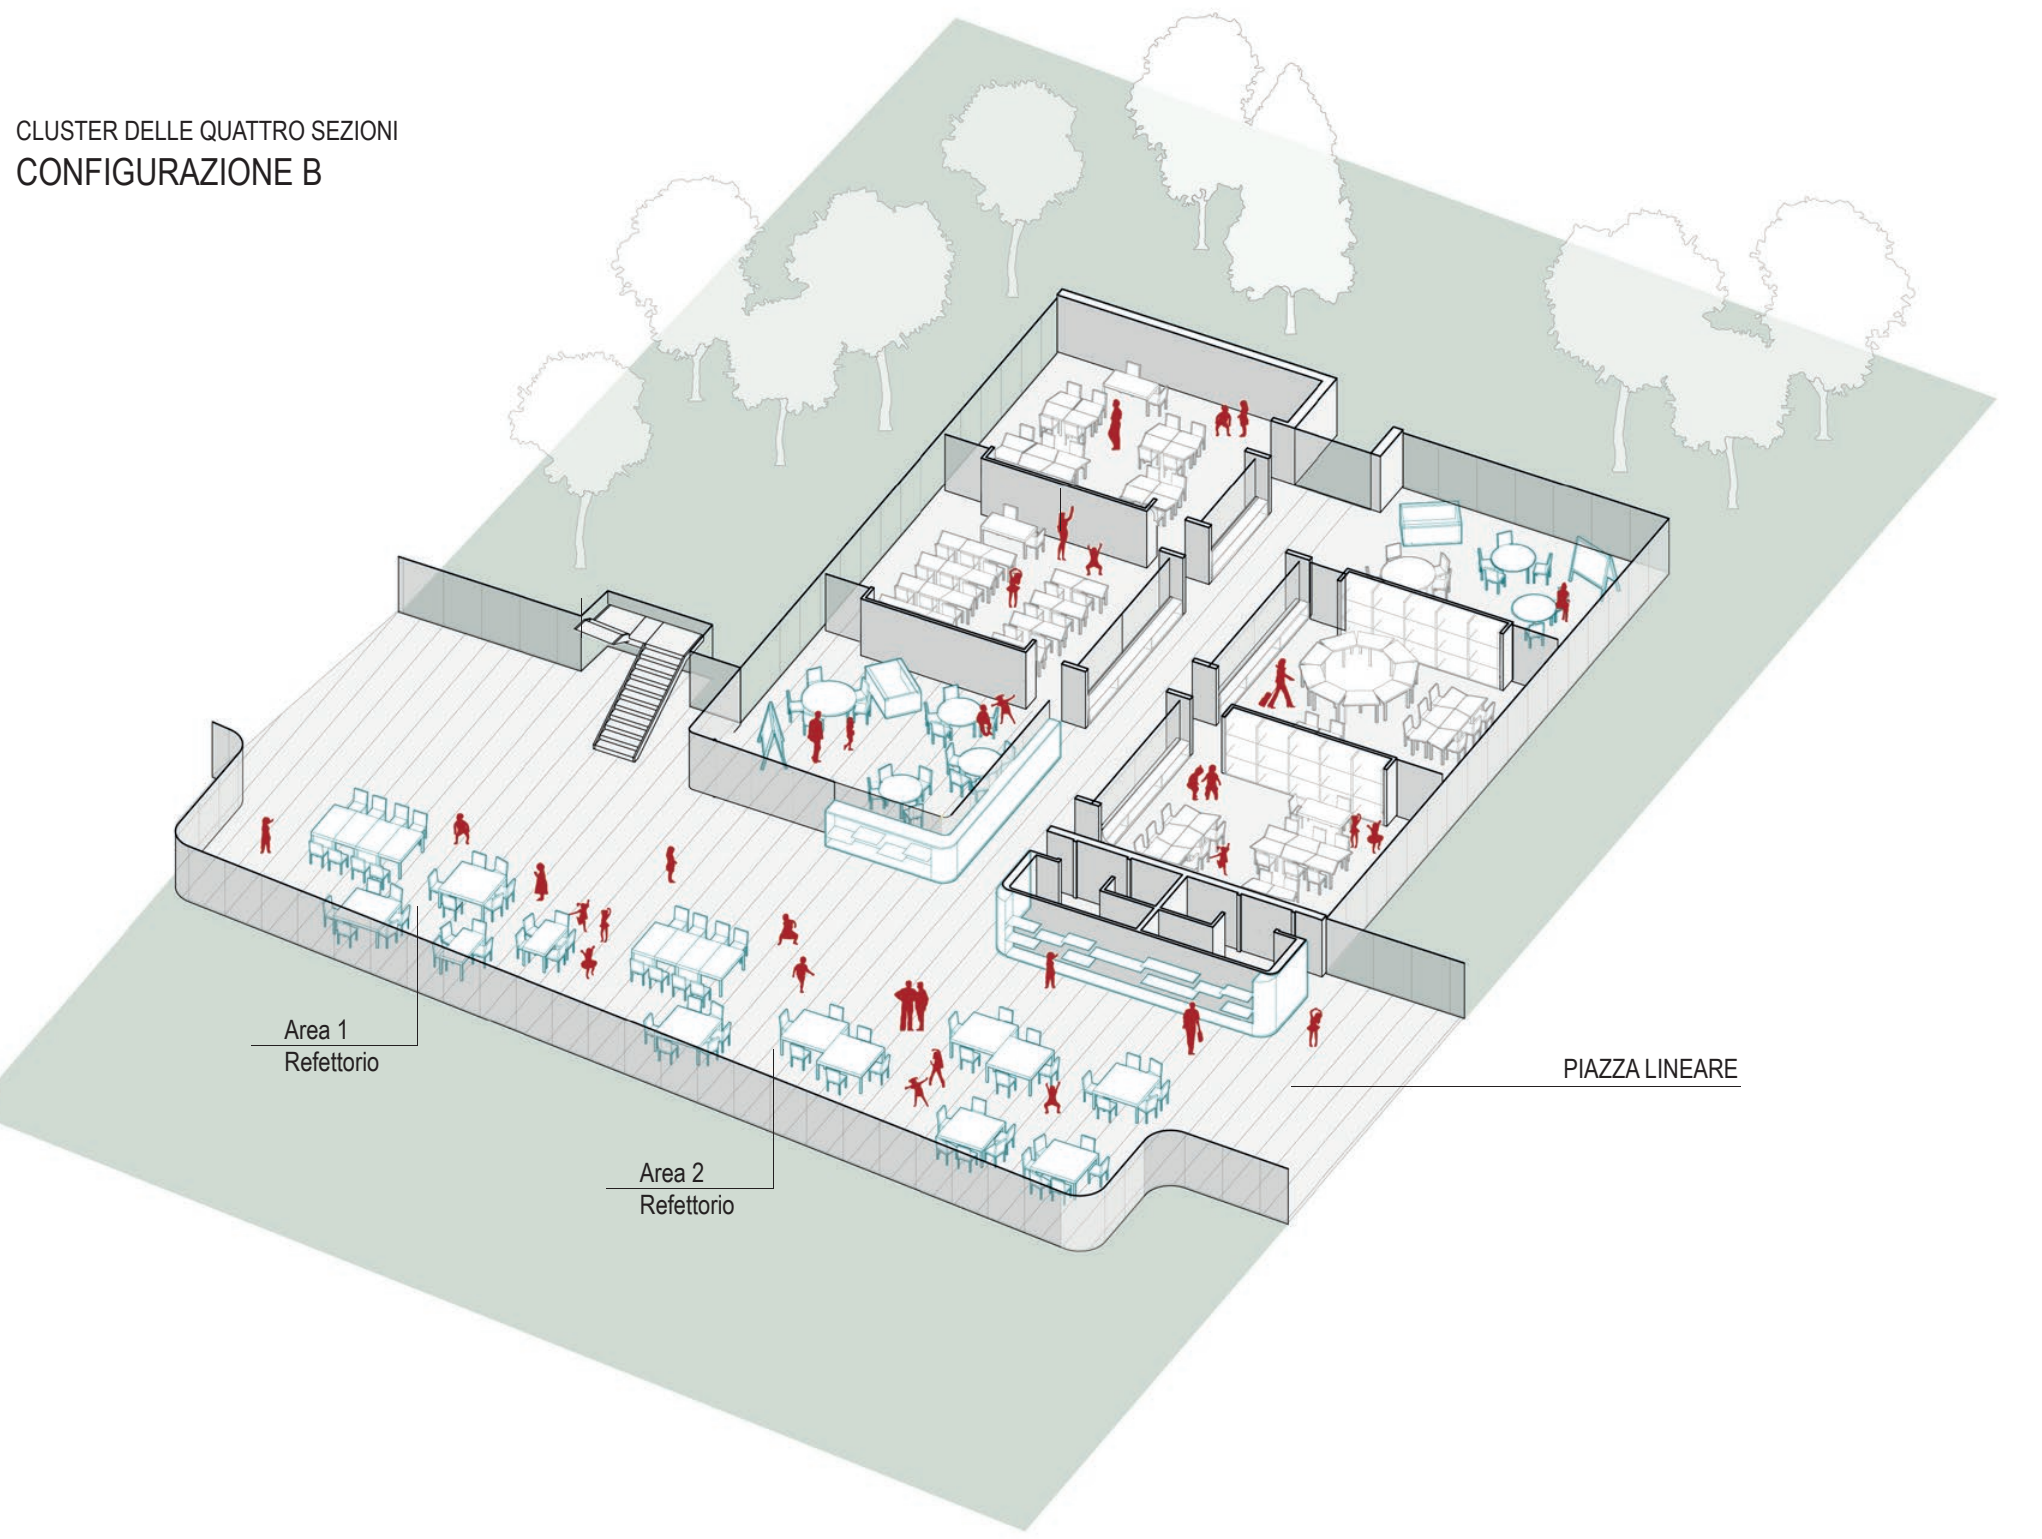 CLUSTER DELLE QUATTRO SEZIONI
CONFIGURAZIONE B
Area 1
Refettorio
PIAZZA LINEARE
Area 2
Refettorio